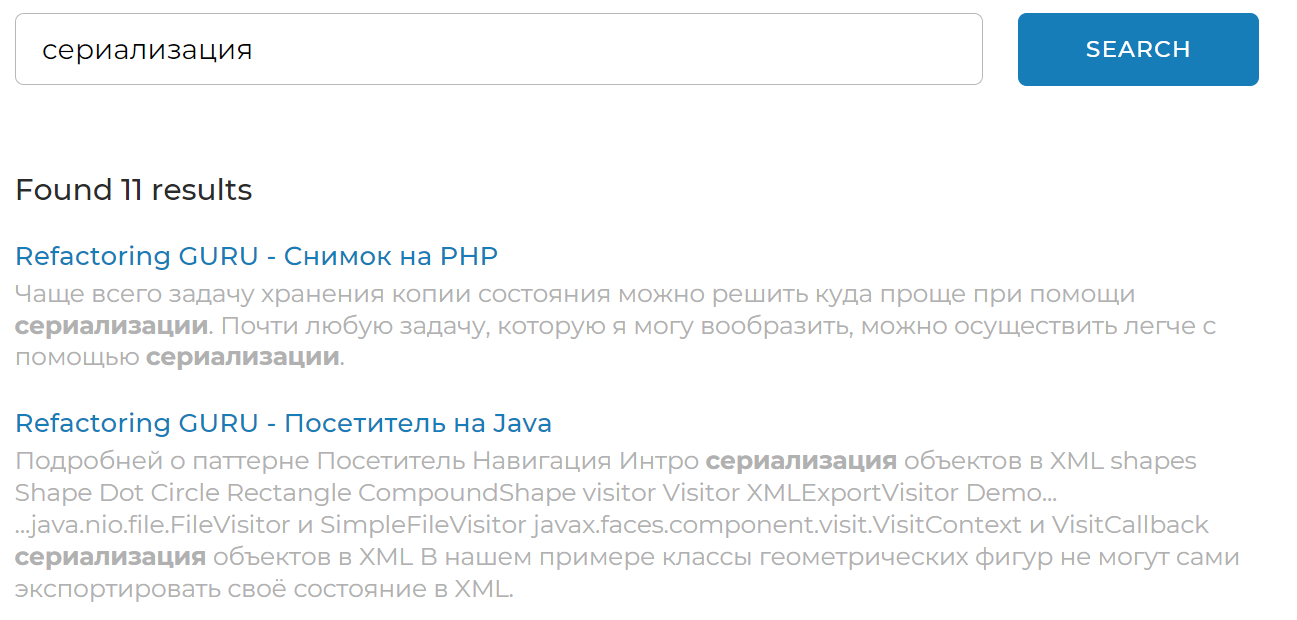 сериализация
SEARCH
Found 11 results
Refactoring GURU - Снимок на PHP
Чаще всего задачу хранения копии состояния можно решить куда проще при помощи
сериализации. Почти любую задачу, которую я могу вообразить, можно осуществить легче с
помощью сериализации.
Refactoring GURU - Посетитель на Java
Подробней о паттерне Посетитель Навигация Интро сериализация объектов в XML shapes
Shape Dot Circle Rectangle CompoundShape visitor Visitor XMLExportVisitor Demo...
...java.nio.file.FileVisitor и SimpleFileVisitor javax.faces.component.visit.VisitContext и VisitCallback
сериализация объектов в XML В нашем примере классы геометрических фигур не могут сами
экспортировать своё состояние в XML.